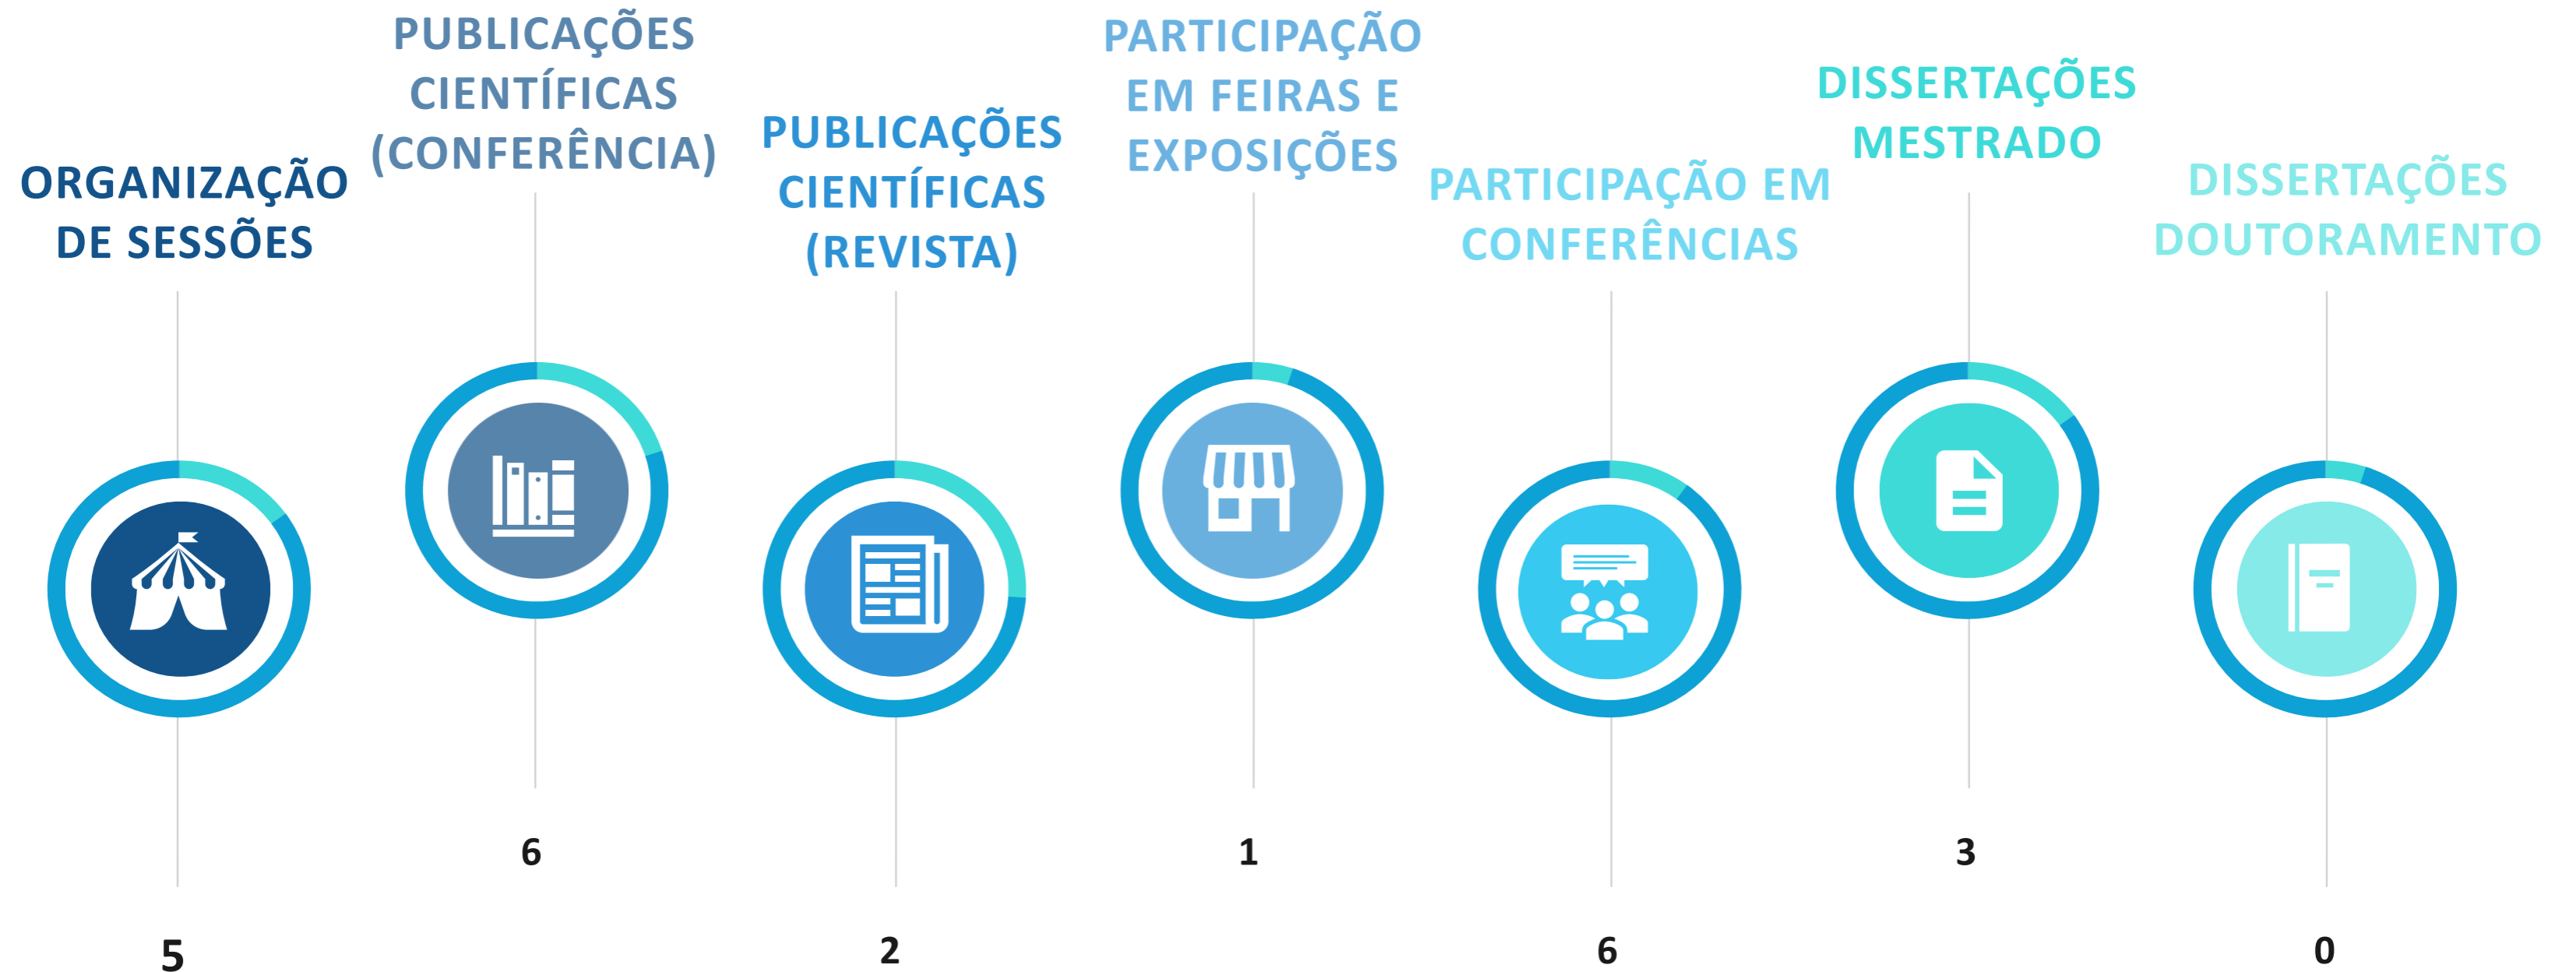 ORGANIZAÇÃO
DE SESSÕES
5
PUBLICAÇÕES
CIENTÍFICAS
(CONFERÊNCIA)
6
PUBLICAÇÕES
CIENTÍFICAS
(REVISTA)
2
PARTICIPAÇÃO
EM FEIRAS E
EXPOSIÇÕES
1
PARTICIPAÇÃO EM
CONFERÊNCIAS
6
DISSERTAÇÕES
MESTRADO
3
DISSERTAÇÕES
DOUTORAMENTO
0